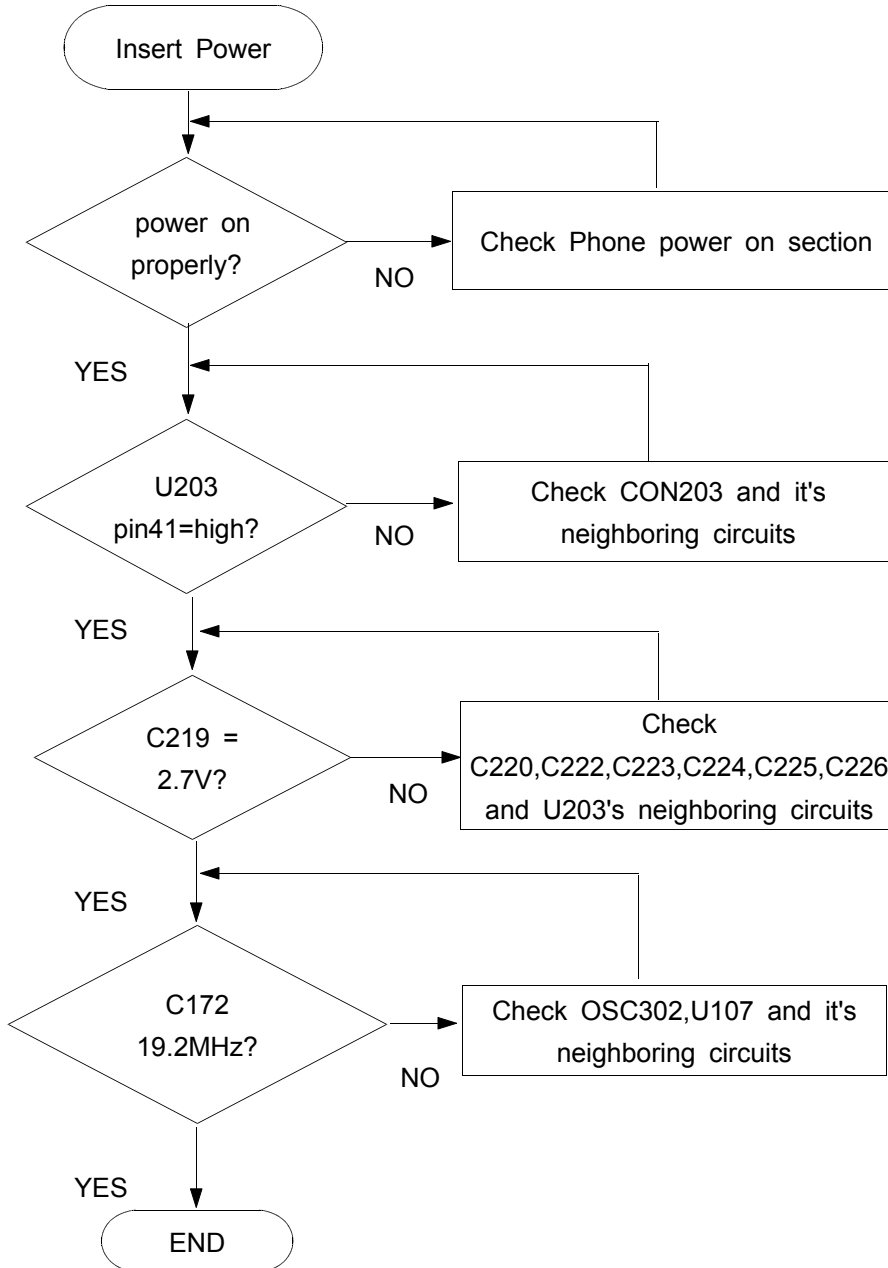 Insert Power
power on
properly?
NO
Check Phone power on section
YES
U203
pin41=high?
NO
Check CON203 and it's
neighboring circuits
YES
C219 =
2.7V?
NO
Check
C220,C222,C223,C224,C225,C226
and U203's neighboring circuits
YES
C172
19.2MHz?
NO
Check OSC302,U107 and it's
neighboring circuits
YES
END